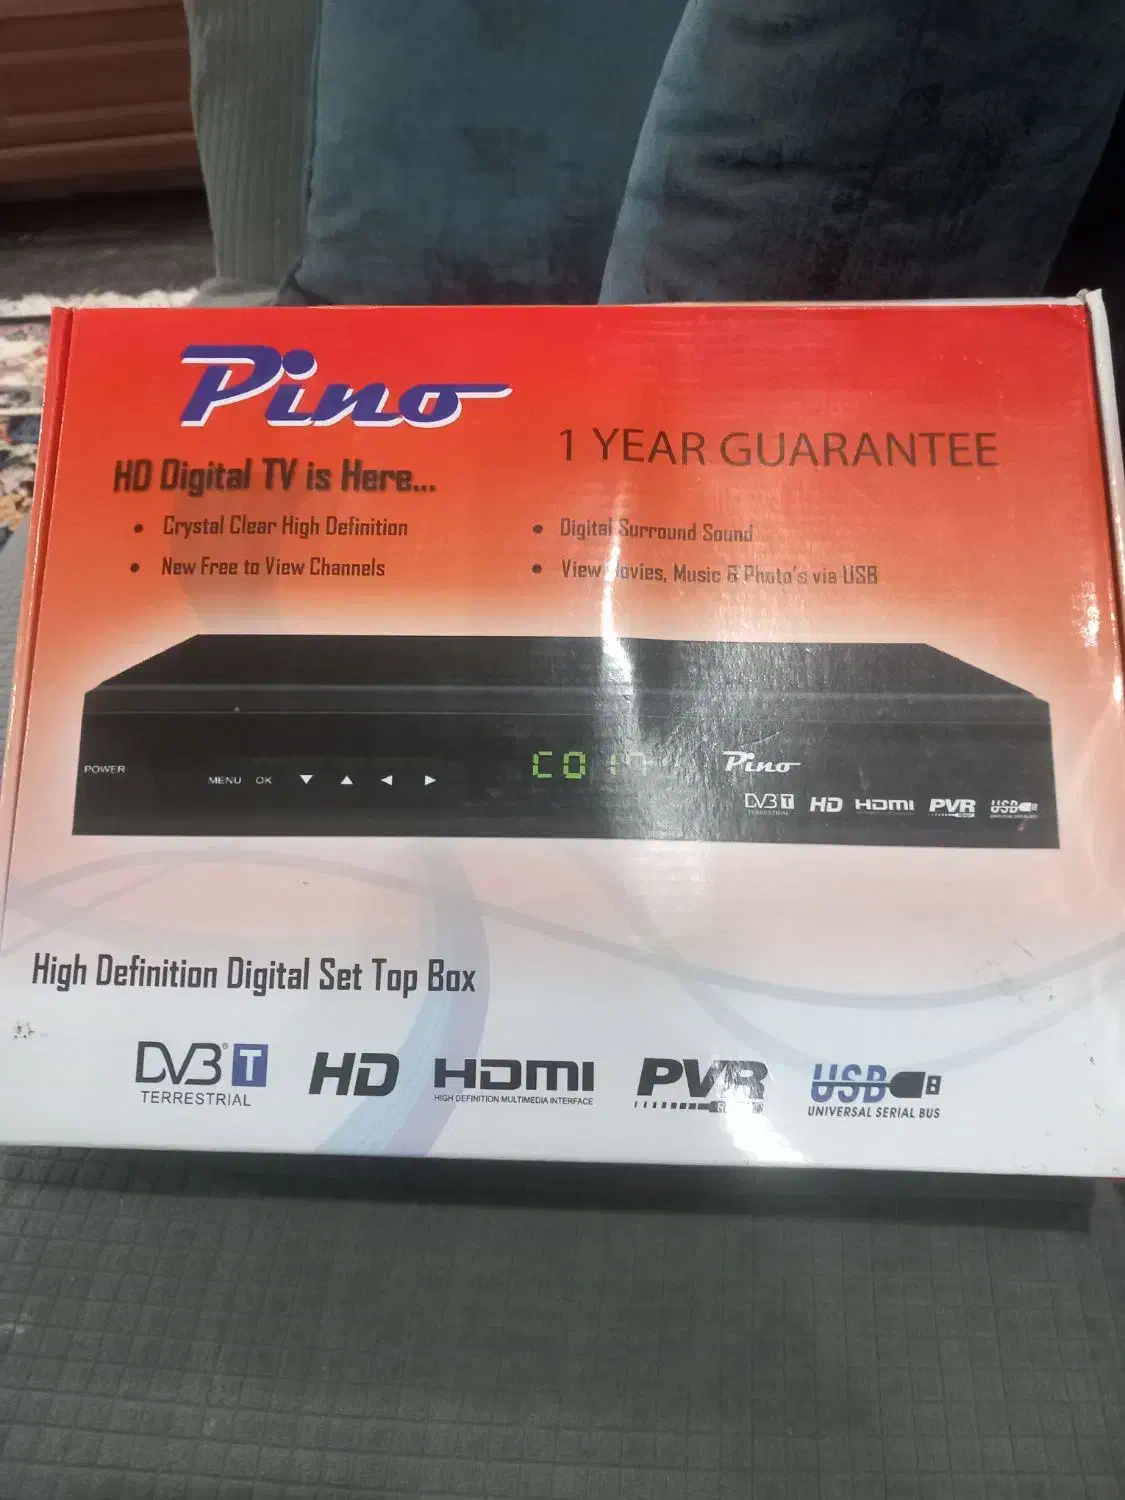 Pino
1 YEAR GUARANTEE
HD Digital TV is Here...
• Crystal Clear High Definition
• New Free to View Channels
• Digital Surround Sound
• View Movies, Music & Photo's via USB
POWER
MENU OK
Pino
DVB T HD HDMI PVR USB
TERRESTRIAL
High Definition Digital Set Top Box
DVB T HD HDMI PVR USB
TERRESTRIAL
HIGH DEFINITION MULTIMEDIA INTERFACE
UNIVERSAL SERIAL BUS